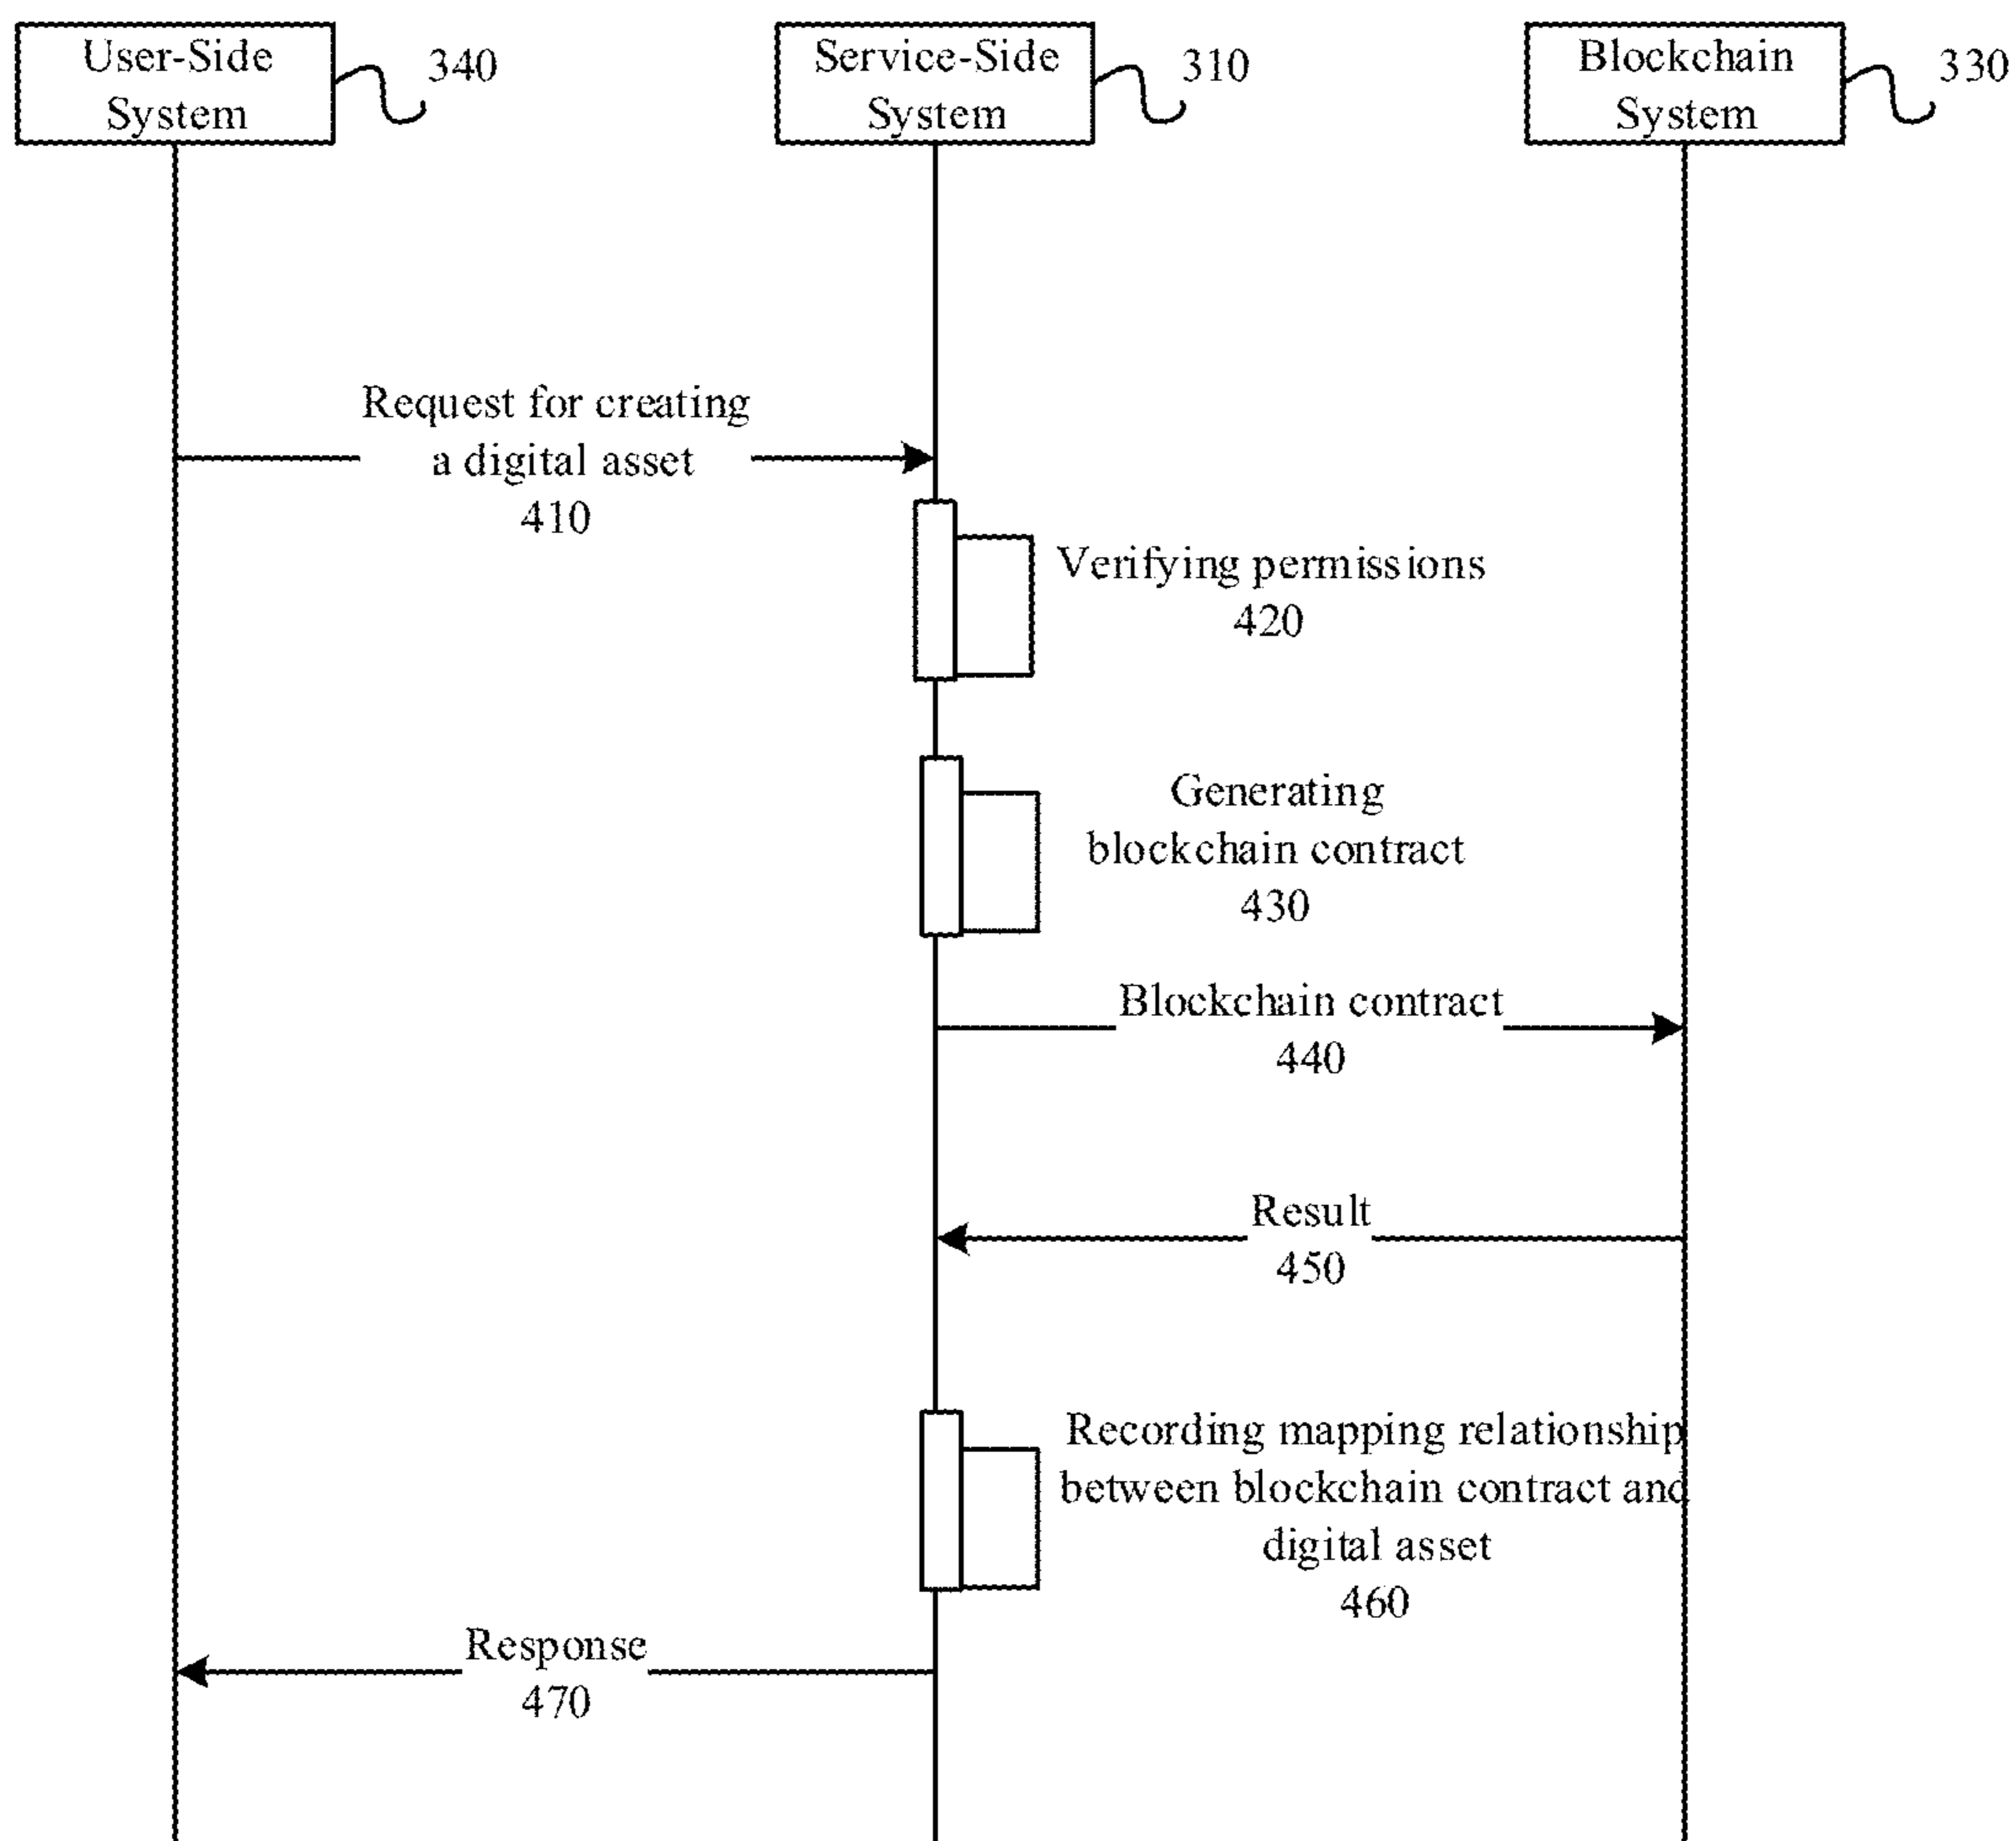 User-Side
System
340
Service-Side
System
310
Blockchain
System
330
Request for creating
a digital asset
410
Verifying permissions
420
Generating
blockchain contract
430
Blockchain contract
440
Result
450
Recording mapping relationship
between blockchain contract and
digital asset
460
Response
470